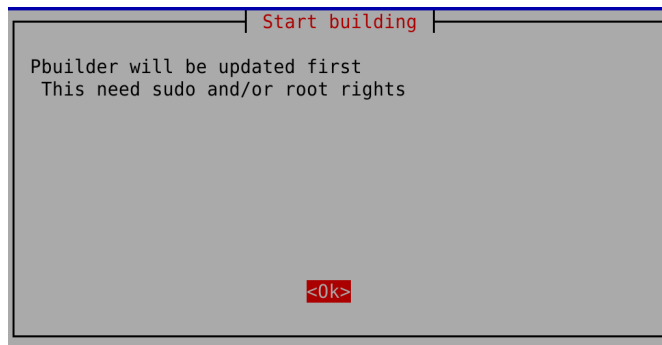 Start building
Pbuilder will be updated first
This need sudo and/or root rights
<Ok>